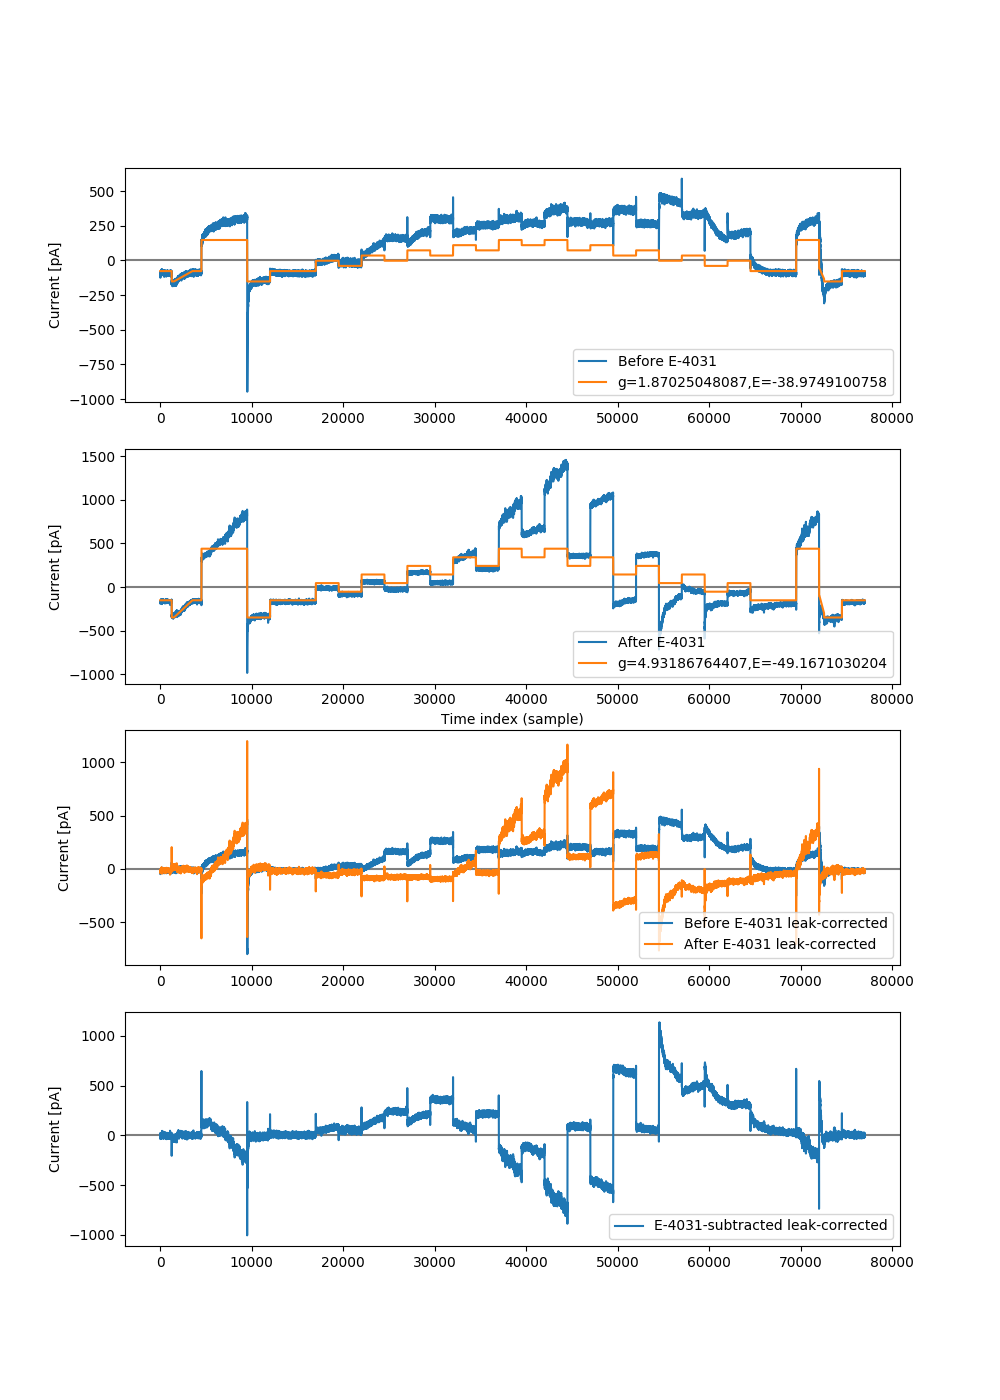 500
250
0
−250
−500
−750
−1000
Current [pA]
Before E-4031
g=1.87025048087,E=-38.9749100758
0 10000 20000 30000 40000 50000 60000 70000 80000
1500
1000
500
0
−500
−1000
Current [pA]
After E-4031
g=4.93186764407,E=-49.1671030204
0 10000 20000 30000 40000 50000 60000 70000 80000
Time index (sample)
1000
500
0
−500
Current [pA]
Before E-4031 leak-corrected
After E-4031 leak-corrected
0 10000 20000 30000 40000 50000 60000 70000 80000
1000
500
0
−500
−1000
Current [pA]
E-4031-subtracted leak-corrected
0 10000 20000 30000 40000 50000 60000 70000 80000